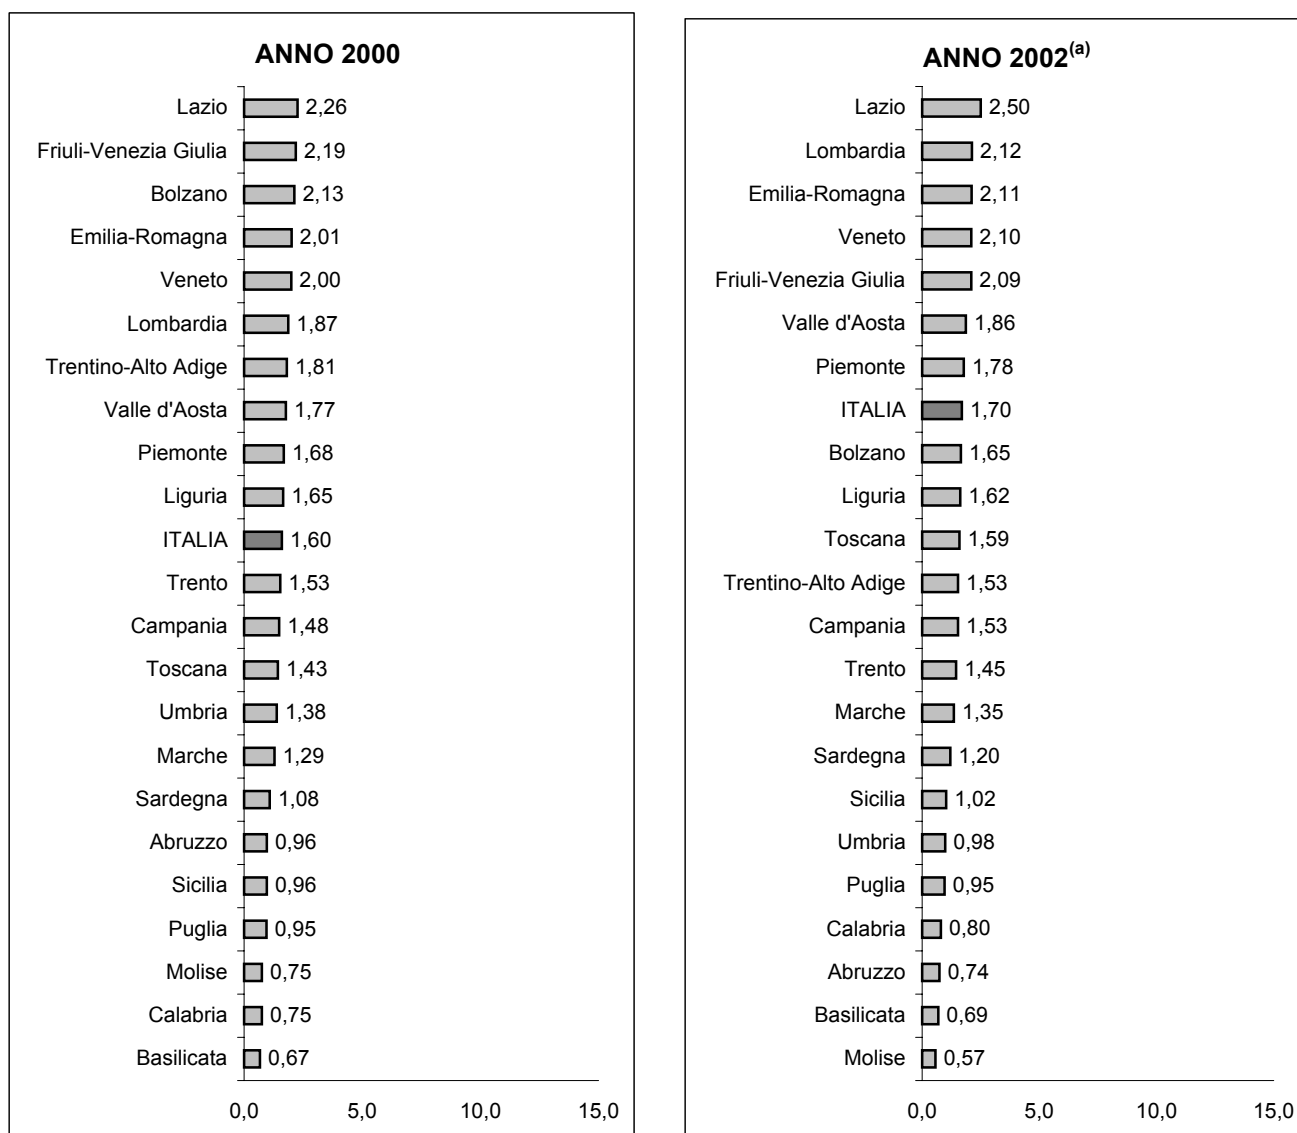 ANNO 2000
Lazio 2,26
Friuli-Venezia Giulia 2,19
Bolzano 2,13
Emilia-Romagna 2,01
Veneto 2,00
Lombardia 1,87
Trentino-Alto Adige 1,81
Valle d'Aosta 1,77
Piemonte 1,68
Liguria 1,65
ITALIA 1,60
Trento 1,53
Campania 1,48
Toscana 1,43
Umbria 1,38
Marche 1,29
Sardegna 1,08
Abruzzo 0,96
Sicilia 0,96
Puglia 0,95
Molise 0,75
Calabria 0,75
Basilicata 0,67
0,0 5,0 10,0 15,0
ANNO 2002(a)
Lazio 2,50
Lombardia 2,12
Emilia-Romagna 2,11
Veneto 2,10
Friuli-Venezia Giulia 2,09
Valle d'Aosta 1,86
Piemonte 1,78
ITALIA 1,70
Bolzano 1,65
Liguria 1,62
Toscana 1,59
Trentino-Alto Adige 1,53
Campania 1,53
Trento 1,45
Marche 1,35
Sardegna 1,20
Sicilia 1,02
Umbria 0,98
Puglia 0,95
Calabria 0,80
Abruzzo 0,74
Basilicata 0,69
Molise 0,57
0,0 5,0 10,0 15,0